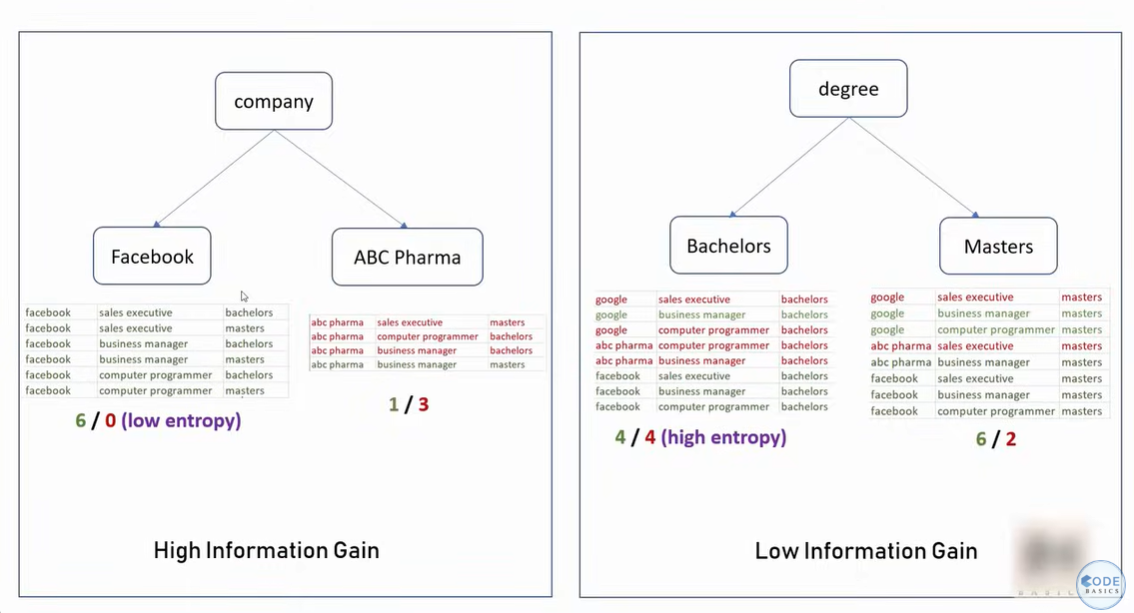 company
Facebook
ABC Pharma
facebook sales executive bachelors
facebook sales executive masters
facebook business manager bachelors
facebook business manager masters
facebook computer programmer bachelors
facebook computer programmer masters
6 / 0 (low entropy)
abc pharma sales executive masters
abc pharma computer programmer bachelors
abc pharma business manager bachelors
abc pharma business manager masters
1 / 3
High Information Gain
degree
Bachelors
Masters
google sales executive bachelors
google business manager bachelors
google computer programmer bachelors
abc pharma computer programmer bachelors
abc pharma business manager bachelors
facebook sales executive bachelors
facebook business manager bachelors
facebook computer programmer bachelors
4 / 4 (high entropy)
google sales executive masters
google business manager masters
google computer programmer masters
abc pharma sales executive masters
abc pharma business manager masters
facebook sales executive masters
facebook business manager masters
facebook computer programmer masters
6 / 2
Low Information Gain
CODE
BASICS